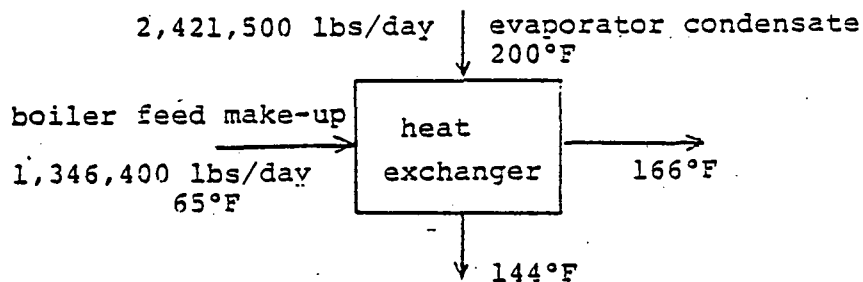 2,421,500 lbs/day evaporator condensate
200°F
boiler feed make-up
heat
exchanger
1,346,400 lbs/day
65°F
166°F
144°F